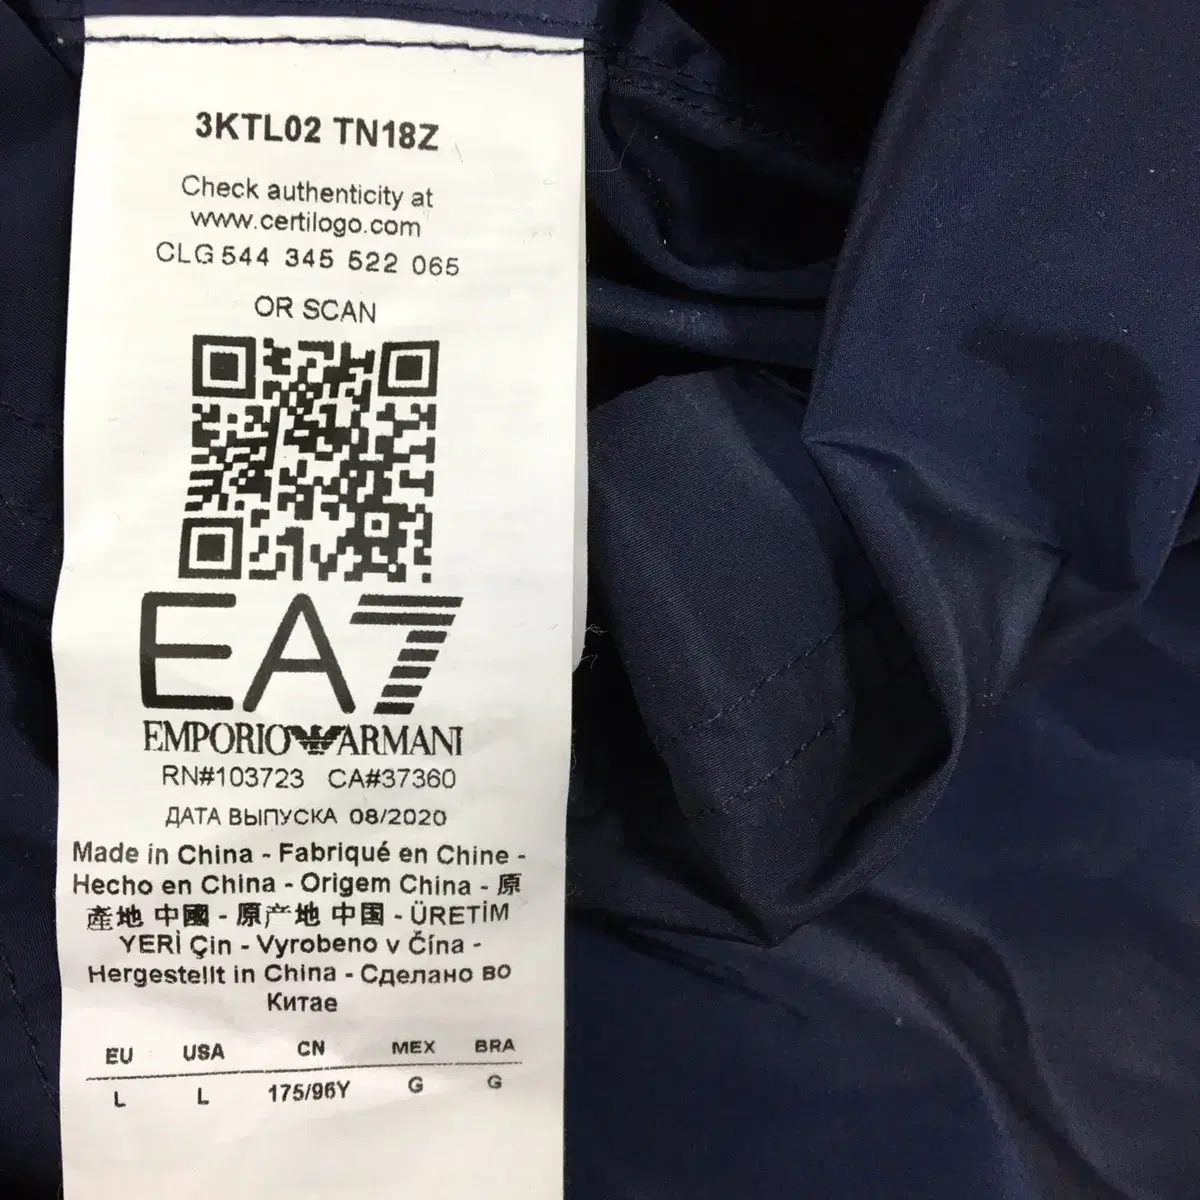 3KTL02 TN18Z
Check authenticity at
www.certilogo.com
CLG 544 345 522 065
OR SCAN
EA7
EMPORIO ARMANI
RN#103723 CA#37360
ДАТА ВЫПУСКА 08/2020
Made in China - Fabriqué en Chine -
Hecho en China - Origem China - 原
產地 中國 - 原产地 中国 - ÜRETİM
YERİ Çin - Vyrobeno v Čína -
Hergestellt in China - Сделано во
Китае
EU USA CN MEX BRA
L L 175/96Y G G